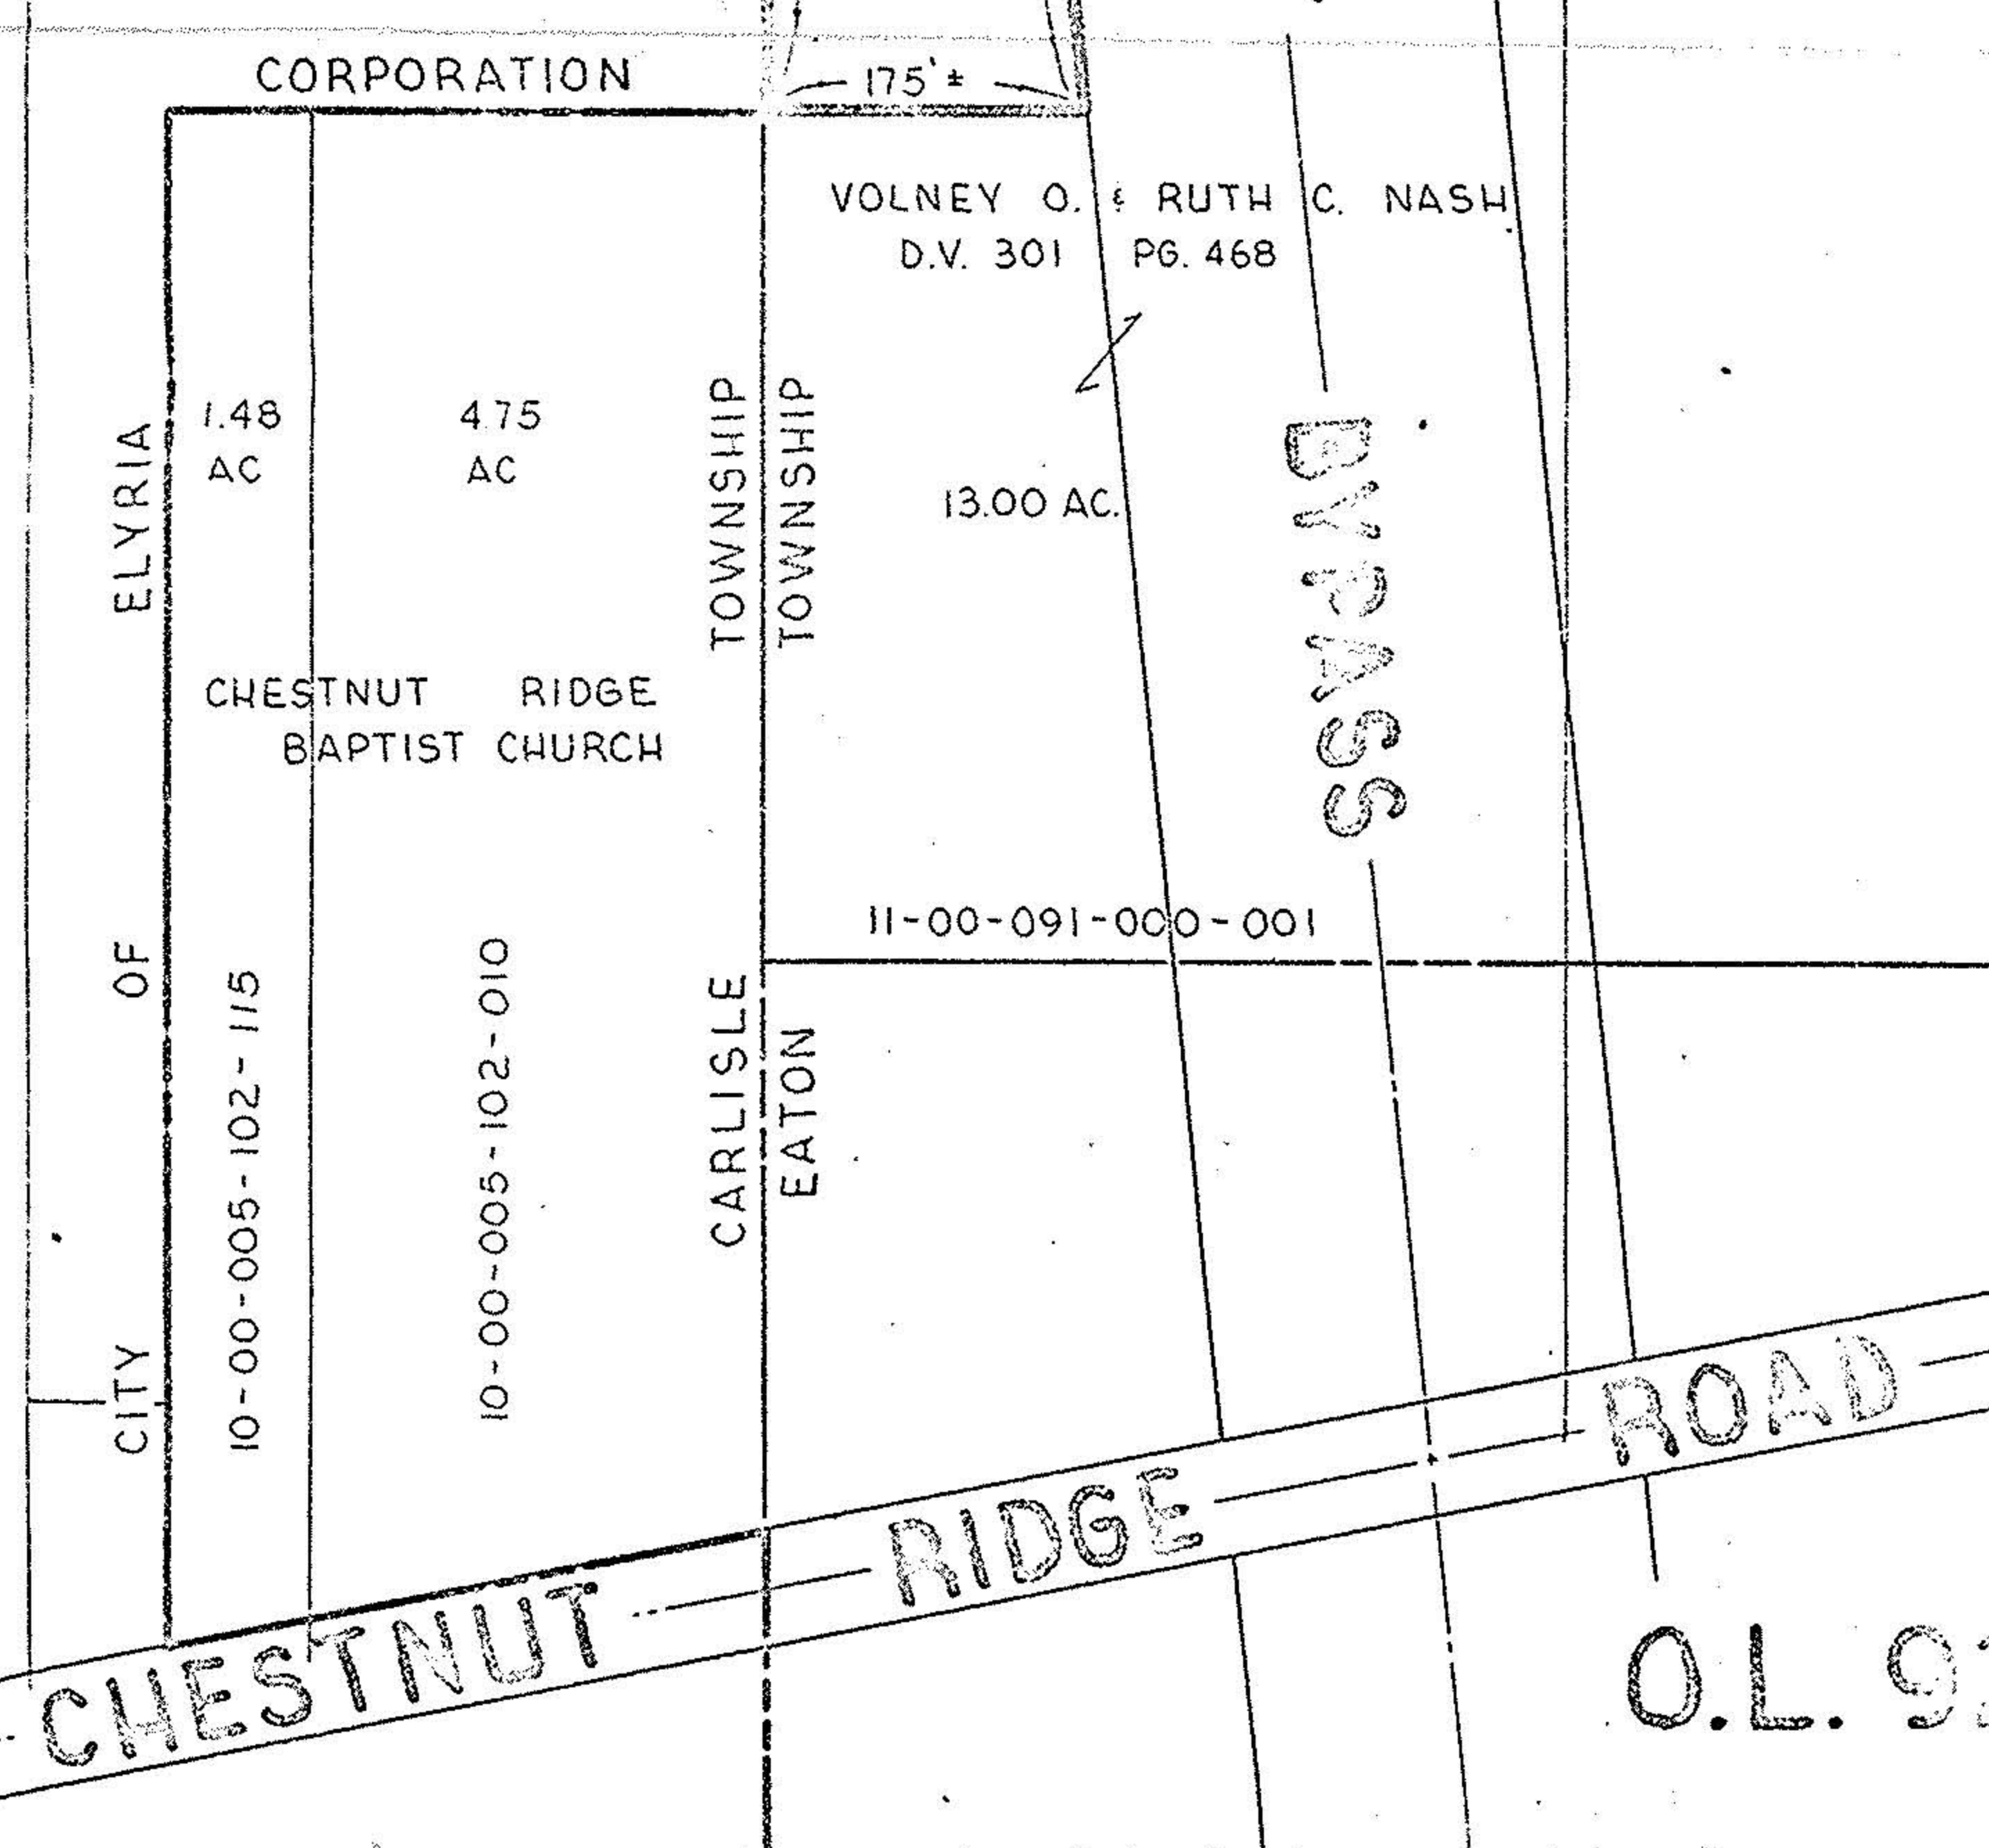 CORPORATION
175'±
VOLNEY O. & RUTH C. NASH
D.V. 301 PG. 468
1.48
AC
4.75
AC
13.00 AC.
CITY OF ELYRIA
CARLISLE TOWNSHIP
EATON TOWNSHIP
BYPASS
CHESTNUT RIDGE
BAPTIST CHURCH
11-00-091-000-001
10-00-005-102-115
10-00-005-102-010
CHESTNUT RIDGE ROAD
O.L.